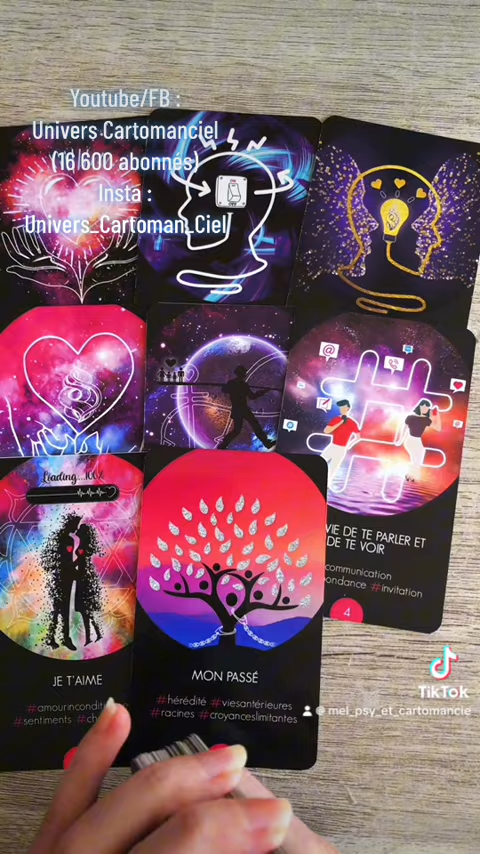 Youtube/FB :
Univers Cartomanciel
(16 600 abonnés)
Insta :
Univers_Cartoman_Ciel
Loading...100%
VIE DE TE PARLER ET
DE TE VOIR
communication
#invitation
4
JE T'AIME
#sentiments
MON PASSÉ
#hérédité #viesantérieures
#racines #croyanceslimitantes
TikTok
@mel_psy_et_cartomancie